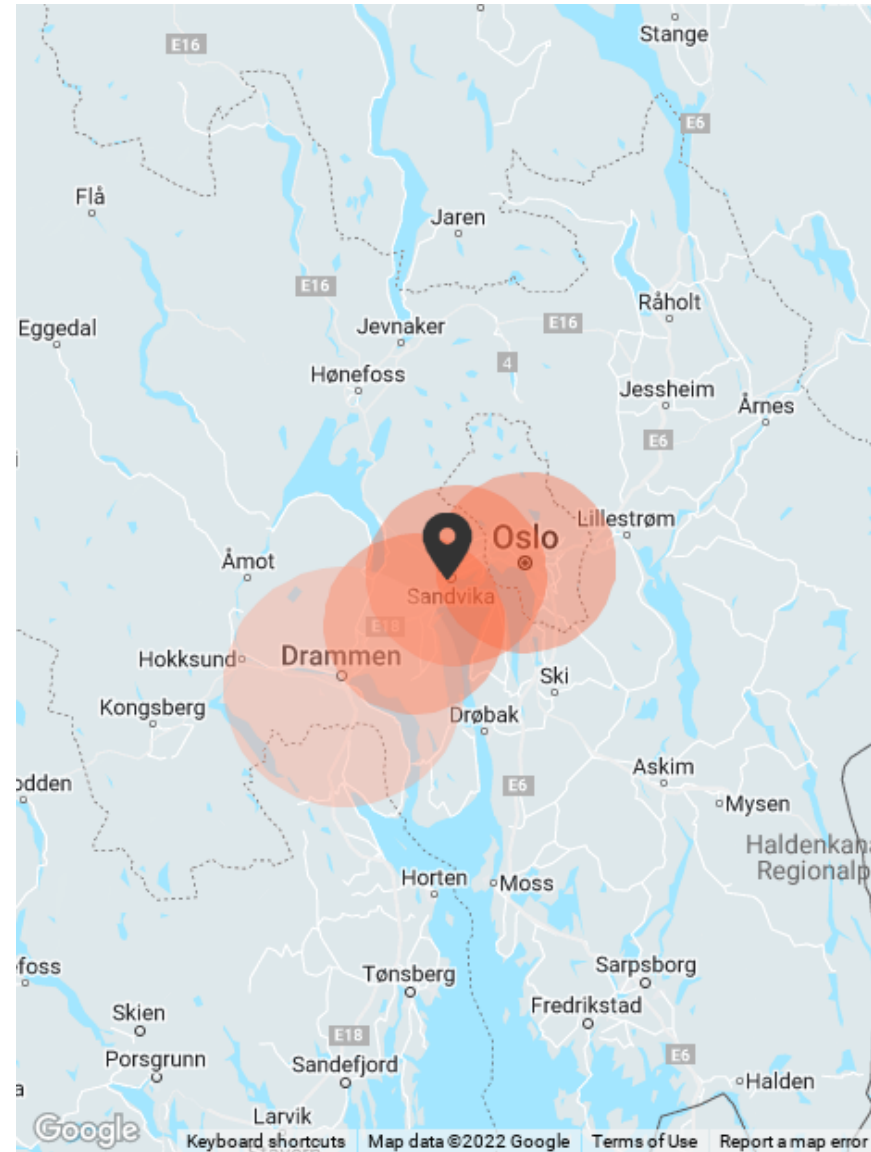 Stange
E16
E6
Flå
Jaren
E16
Råholt
Eggedal
Jevnaker
E16
4
Hønefoss
Jessheim
Årnes
E6
Lillestrøm
Oslo
Åmot
Sandvika
E18
Hokksund
Drammen
Ski
Kongsberg
Drøbak
Askim
odden
E6
Mysen
Haldenkana
Regionalp
Horten
Moss
efoss
Tønsberg
Sarpsborg
Skien
Fredrikstad
E18
Porsgrunn
Sandefjord
E6
Halden
a
Larvik
Google
Keyboard shortcuts
Map data ©2022 Google
Terms of Use
Report a map error